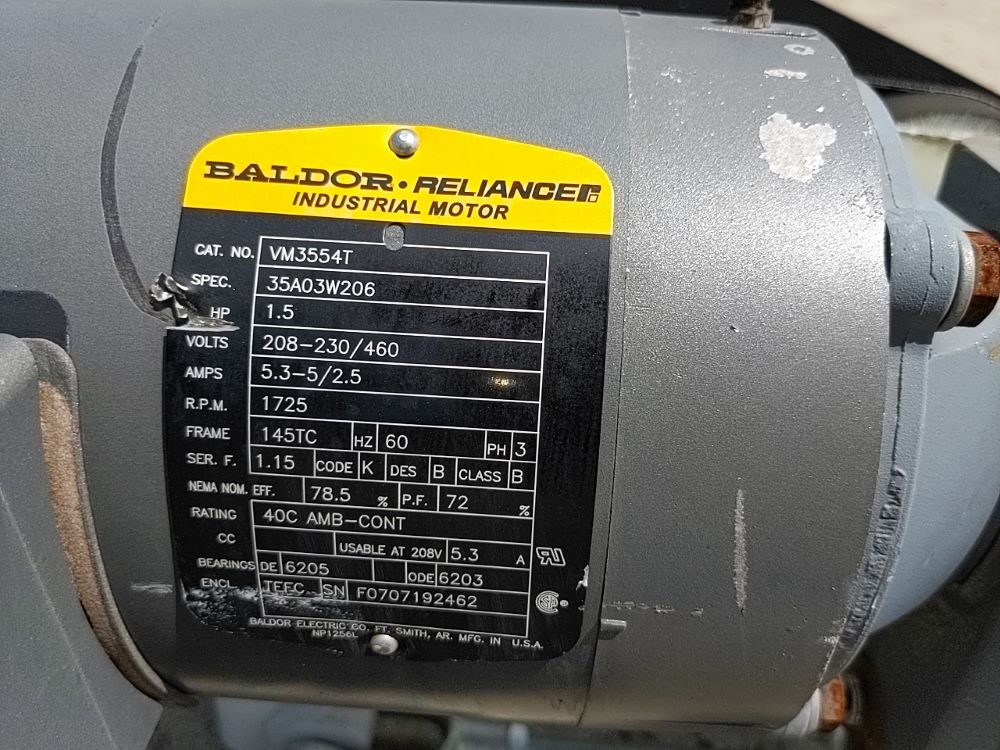 BALDOR • RELIANCER
INDUSTRIAL MOTOR
CAT. NO. VM3554T
SPEC. 35A03W206
HP 1.5
VOLTS 208-230/460
AMPS 5.3-5/2.5
R.P.M. 1725
FRAME 145TC HZ 60 PH 3
SER. F. 1.15 CODE K DES B CLASS B
NEMA NOM. EFF. 78.5 % P.F. 72 %
RATING 40C AMB-CONT
CC USABLE AT 208V 5.3 A
BEARINGS DE 6205 ODE 6203
ENCL. TEFC SN F0707192462
BALDOR ELECTRIC CO. FT. SMITH, AR. MFG. IN U.S.A.
NP1256L